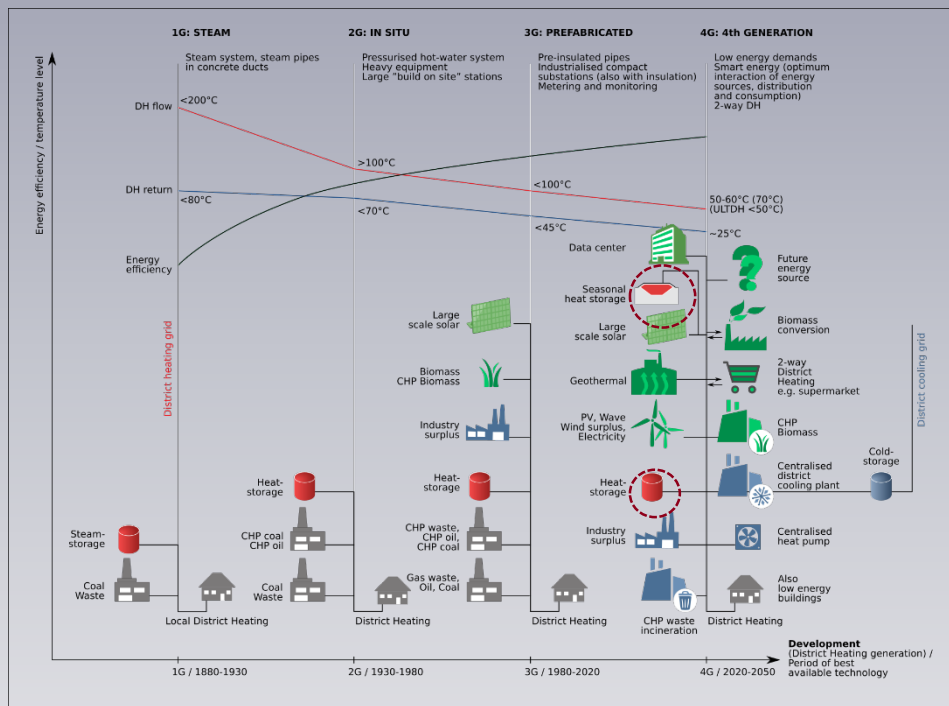 1G: STEAM
Steam system, steam pipes
in concrete ducts
2G: IN SITU
Pressurised hot-water system
Heavy equipment
Large "build on site" stations
3G: PREFABRICATED
Pre-insulated pipes
Industrialised compact
substations (also with insulation)
Metering and monitoring
4G: 4th GENERATION
Low energy demands
Smart energy (optimum
interaction of energy
sources, distribution
and consumption)
2-way DH
Energy efficiency / temperature level
DH flow
<200°C
>100°C
<100°C
50-60°C (70°C)
(ULTDH <50°C)
DH return
<80°C
<70°C
<45°C
~25°C
Energy
efficiency
District heating grid
District cooling grid
Steam-
storage
Coal
Waste
Local District Heating
Heat-
storage
CHP coal
CHP oil
Coal
Waste
District Heating
Large
scale solar
Biomass
CHP Biomass
Industry
surplus
Heat-
storage
CHP waste,
CHP oil,
CHP coal
Gas waste,
Oil, Coal
District Heating
Data center
Seasonal
heat storage
Large
scale solar
Geothermal
PV, Wave
Wind surplus,
Electricity
Heat-
storage
Industry
surplus
CHP waste
incineration
Future
energy
source
Biomass
conversion
2-way
District
Heating
e.g. supermarket
CHP
Biomass
Centralised
district
cooling plant
Cold-
storage
Centralised
heat pump
Also
low energy
buildings
District Heating
1G / 1880-1930
2G / 1930-1980
3G / 1980-2020
4G / 2020-2050
Development
(District Heating generation) /
Period of best
available technology